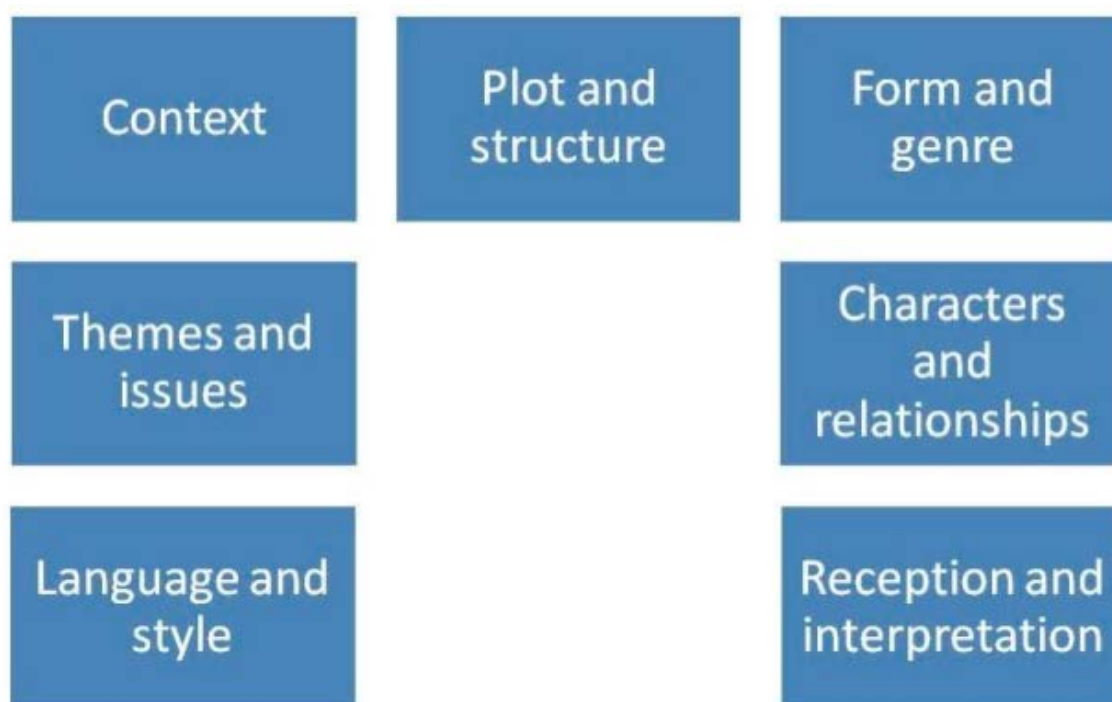 Context
Plot and
structure
Form and
genre
Themes and
issues
Characters
and
relationships
Language and
style
Reception and
interpretation